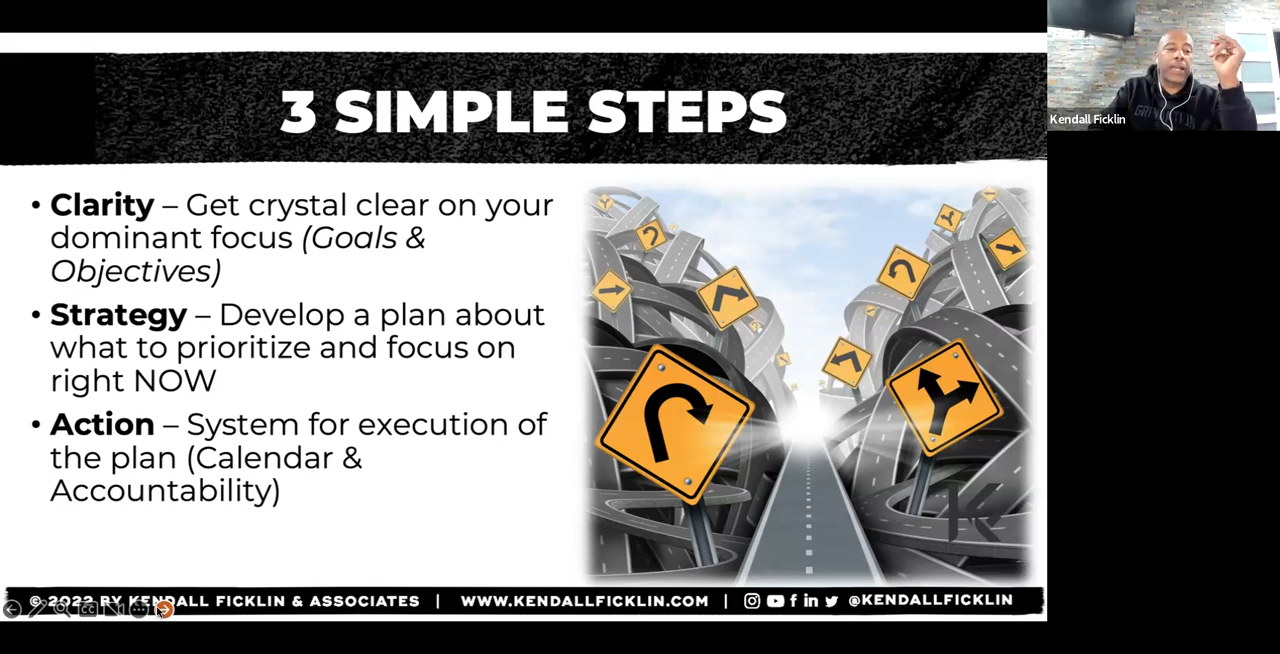 3 SIMPLE STEPS
Kendall Ficklin
• Clarity – Get crystal clear on your
dominant focus (Goals &
Objectives)
• Strategy – Develop a plan about
what to prioritize and focus on
right NOW
• Action – System for execution of
the plan (Calendar &
Accountability)
© 2022 BY KENDALL FICKLIN & ASSOCIATES | WWW.KENDALLFICKLIN.COM | @KENDALLFICKLIN